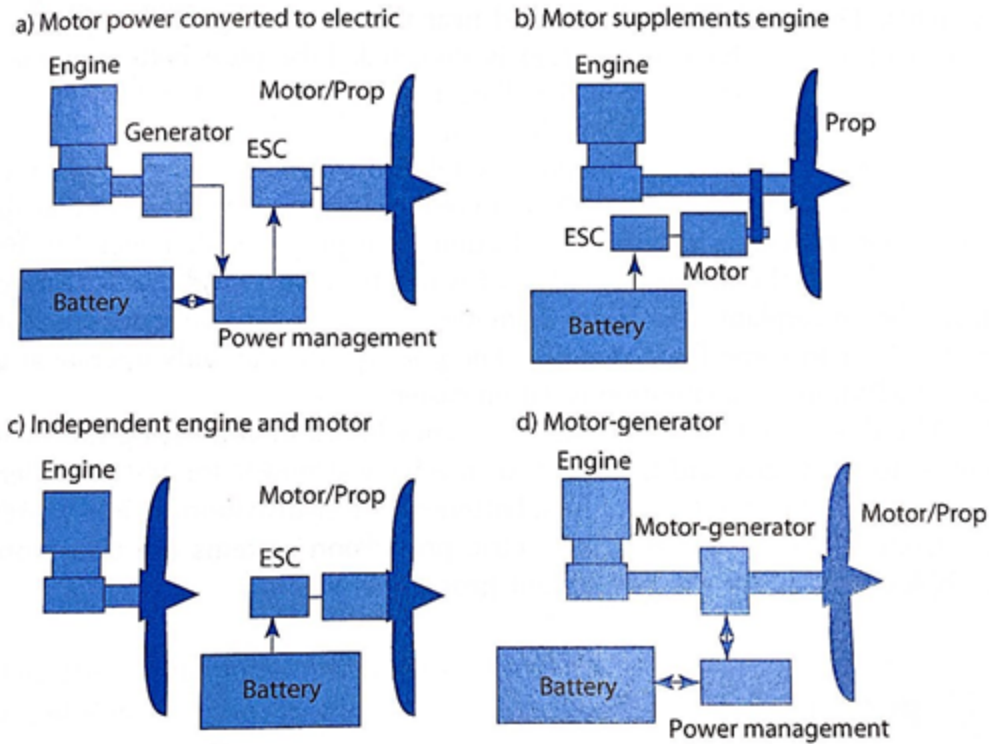 a) Motor power converted to electric
Engine
Generator
ESC
Motor/Prop
Battery
Power management
b) Motor supplements engine
Engine
Prop
ESC
Motor
Battery
c) Independent engine and motor
Engine
Motor/Prop
ESC
Battery
d) Motor-generator
Engine
Motor-generator
Motor/Prop
Battery
Power management